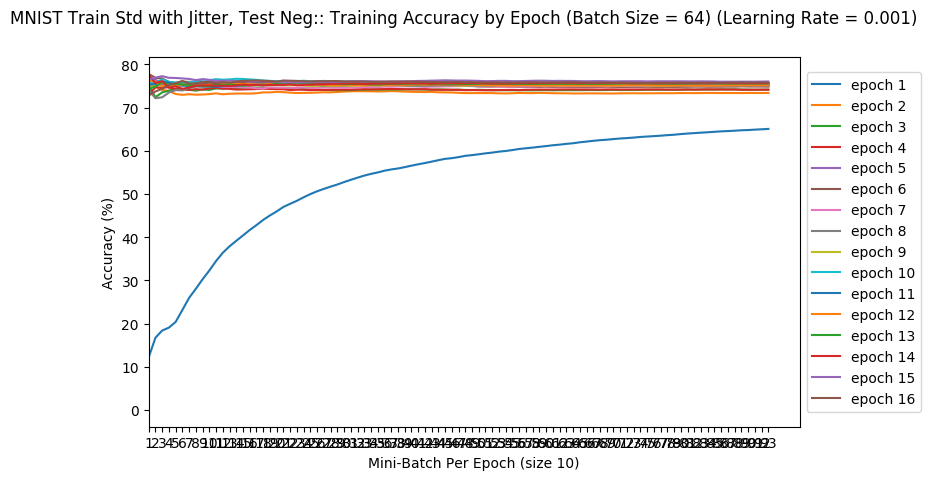 MNIST Train Std with Jitter, Test Neg:: Training Accuracy by Epoch (Batch Size = 64) (Learning Rate = 0.001)
80
70
60
50
40
30
20
10
0
Accuracy (%)
Mini-Batch Per Epoch (size 10)
epoch 1
epoch 2
epoch 3
epoch 4
epoch 5
epoch 6
epoch 7
epoch 8
epoch 9
epoch 10
epoch 11
epoch 12
epoch 13
epoch 14
epoch 15
epoch 16